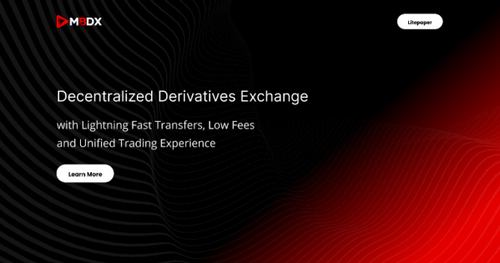 MBDX
Litepaper
Decentralized Derivatives Exchange
with Lightning Fast Transfers, Low Fees
and Unified Trading Experience
Learn More